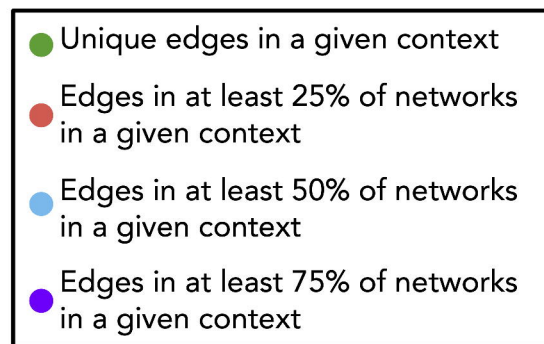 Unique edges in a given context
Edges in at least 25% of networks
in a given context
Edges in at least 50% of networks
in a given context
Edges in at least 75% of networks
in a given context